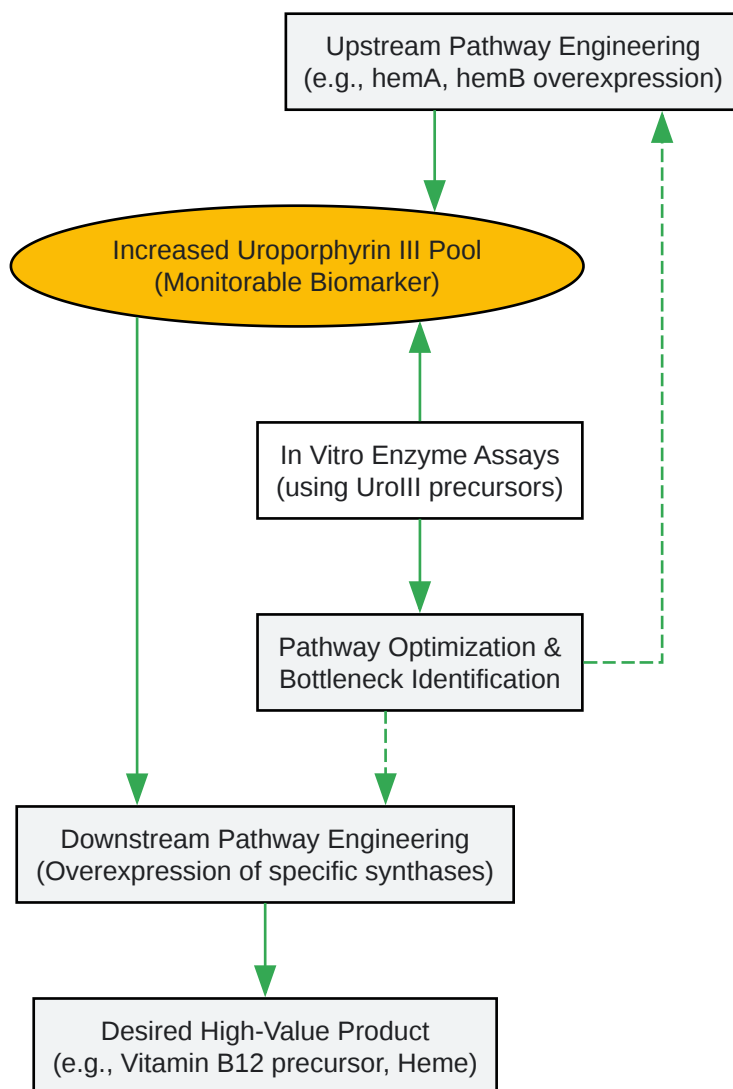 Upstream Pathway Engineering
(e.g., hemA, hemB overexpression)
Increased Uroporphyrin III Pool
(Monitorable Biomarker)
In Vitro Enzyme Assays
(using UroIII precursors)
Pathway Optimization &
Bottleneck Identification
Downstream Pathway Engineering
(Overexpression of specific synthases)
Desired High-Value Product
(e.g., Vitamin B12 precursor, Heme)